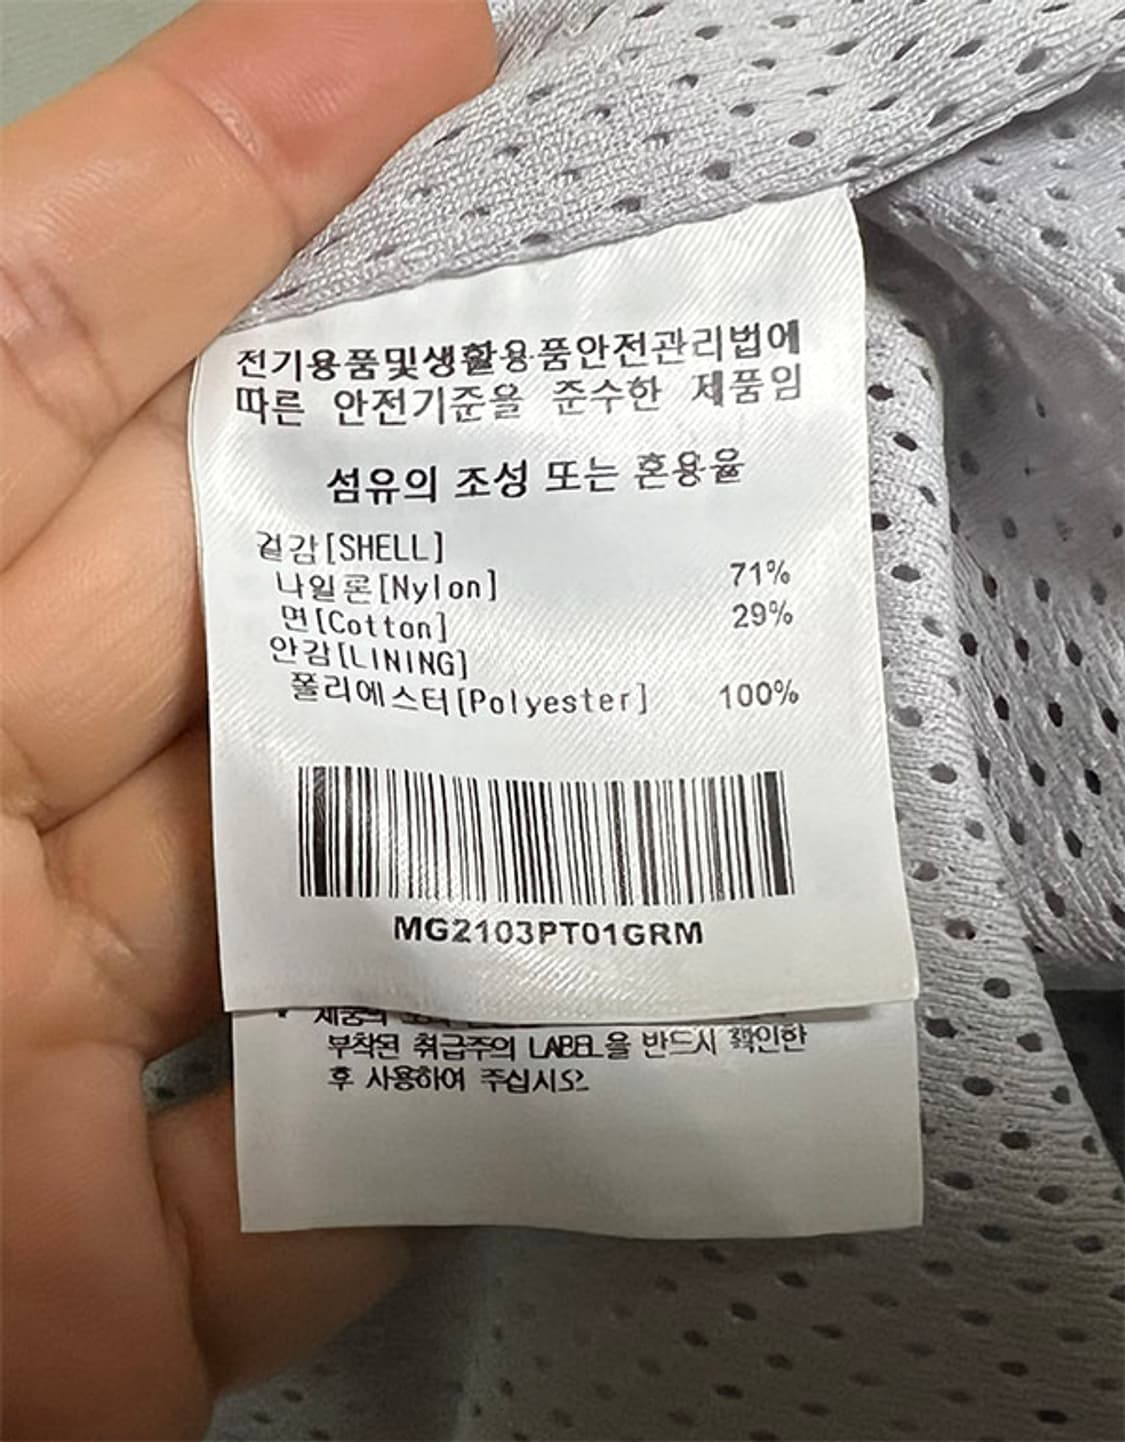 전기용품및생활용품안전관리법에
따른 안전기준을 준수한 제품임
섬유의 조성 또는 혼용율
겉감[SHELL]
나일론[Nylon] 71%
면[Cotton] 29%
안감[LINING]
폴리에스터[Polyester] 100%
MG2103PT01GRM
부착된 취급주의 LABEL을 반드시 확인한
후 사용하여 주십시오